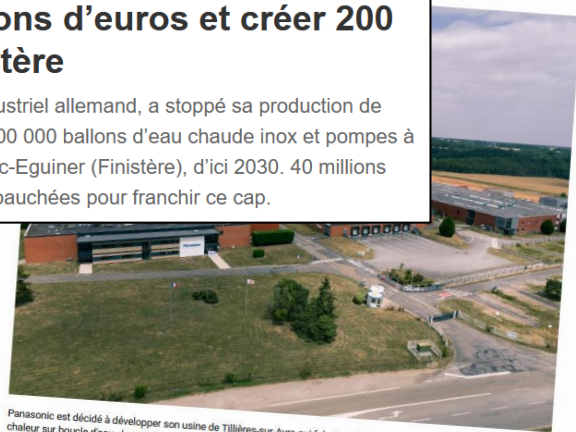 ons d’euros et créer 200
tère
ustriel allemand, a stoppé sa production de
00 000 ballons d’eau chaude inox et pompes à
c-Eguiner (Finistère), d’ici 2030. 40 millions
bauchées pour franchir ce cap.
Panasonic
Panasonic est décidé à développer son usine de Tillières-sur-Avre qui
chaleur sur boucle d'eau